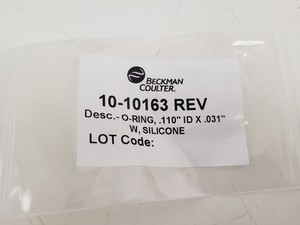 BECKMAN
COULTER.
10-10163 REV
Desc.- O-RING, .110" ID X .031"
W, SILICONE
LOT Code: